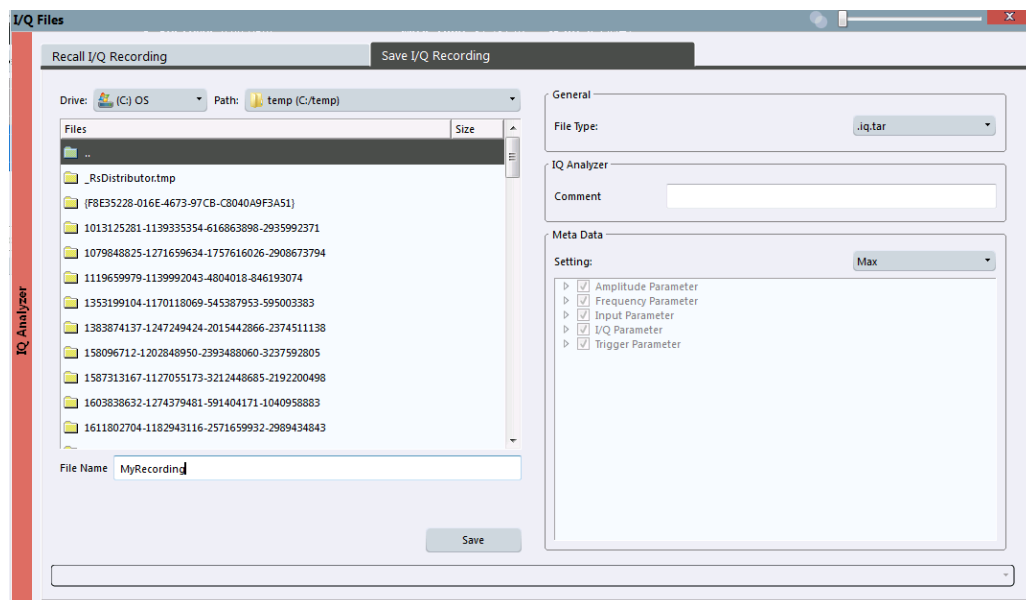 I/Q Files
Recall I/Q Recording
Save I/Q Recording
Drive: (C:) OS Path: temp (C:/temp)
Files Size
..
_RsDistributor.tmp
{F8E35228-016E-4673-97CB-C8040A9F3A51}
1013125281-1139335354-616863898-2935992371
1079848825-1271659634-1757616026-2908673794
1119659979-1139992043-4804018-846193074
1353199104-1170118069-545387953-595003383
1383874137-1247249424-2015442866-2374511138
158096712-1202848950-2393488060-3237592805
1587313167-1127055173-3212448685-2192200498
1603838632-1274379481-591404171-1040958883
1611802704-1182943116-2571659932-2989434843
File Name MyRecording
Save
General
File Type: .iq.tar
IQ Analyzer
Comment
Meta Data
Setting: Max
Amplitude Parameter
Frequency Parameter
Input Parameter
I/Q Parameter
Trigger Parameter
IQ Analyzer